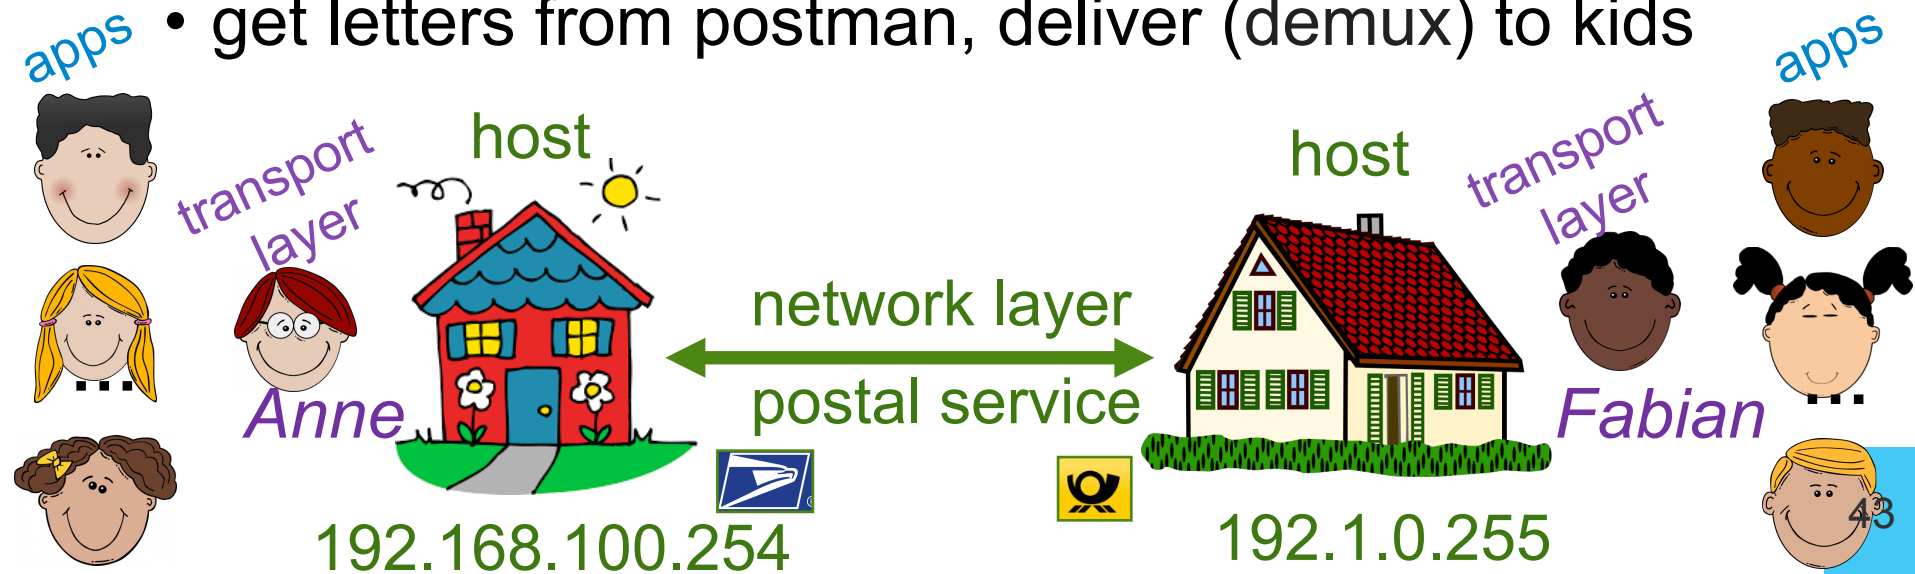 • get letters from postman, deliver (demux) to kids
apps
apps
transport
layer
host
host
transport
layer
network layer
postal service
...
Anne
Fabian
...
192.168.100.254
192.1.0.255
43